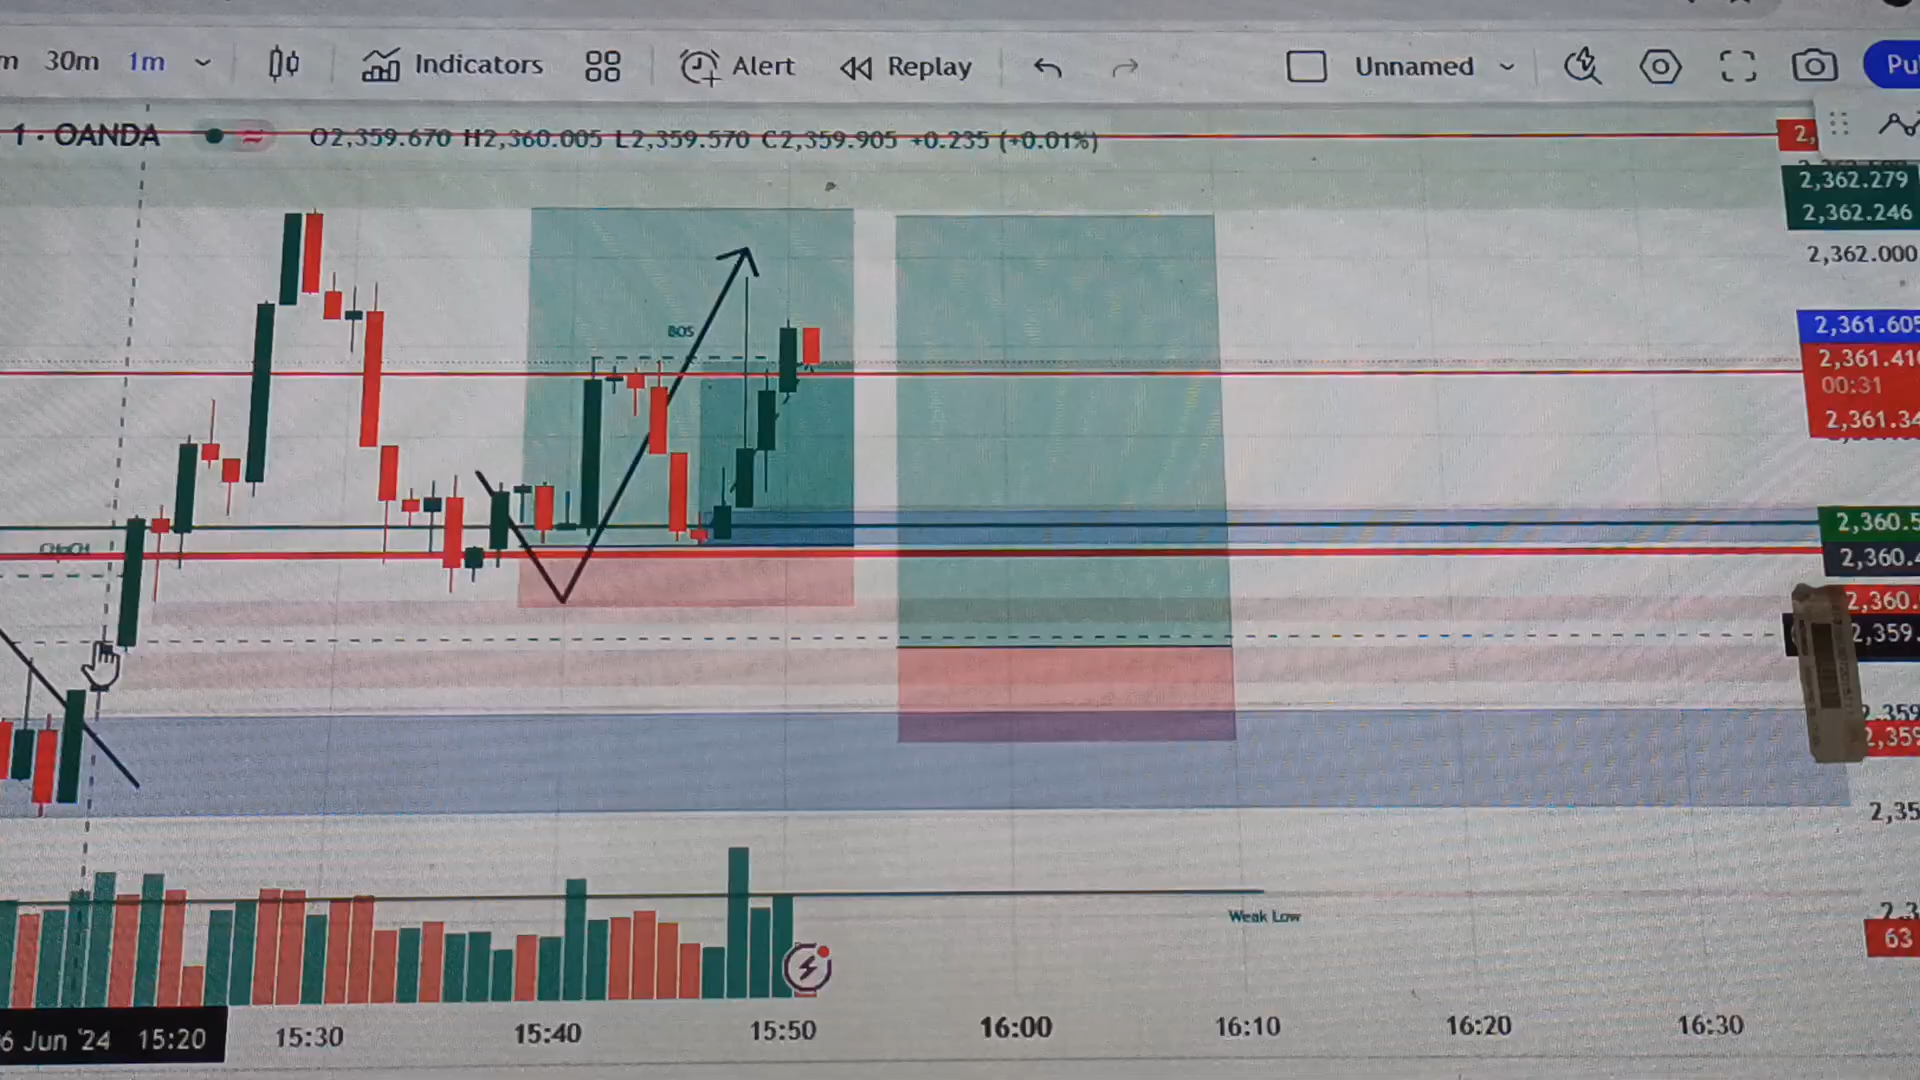 30m 1m Indicators Alert Replay Unnamed
1 · OANDA O2,359.670 H2,360.005 L2,359.570 C2,359.905 +0.235 (+0.01%)
2,362.279
2,362.246
2,362.000
BOS
2,361.605
00:31
CHoCH
63
Weak Low
6 Jun '24 15:20 15:30 15:40 15:50 16:00 16:10 16:20 16:30